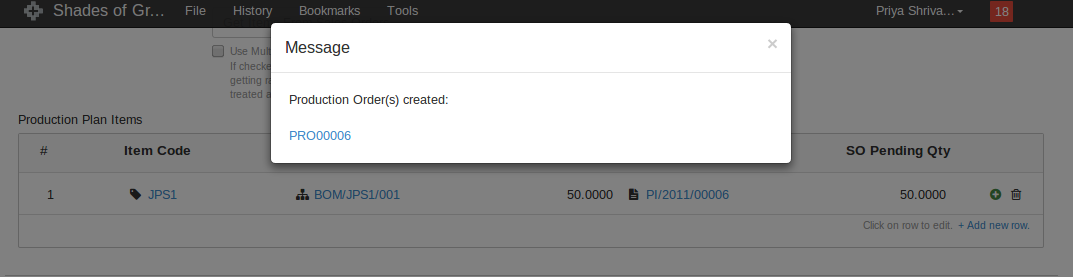 Shades of Gr... File History Bookmarks Tools Priya Shriva... 18
Message ×
Use Mult
If checke
getting r
treated a
Production Order(s) created:
PRO00006
Production Plan Items
# Item Code SO Pending Qty
1 JPS1 BOM/JPS1/001 50.0000 PI/2011/00006 50.0000
Click on row to edit. + Add new row.